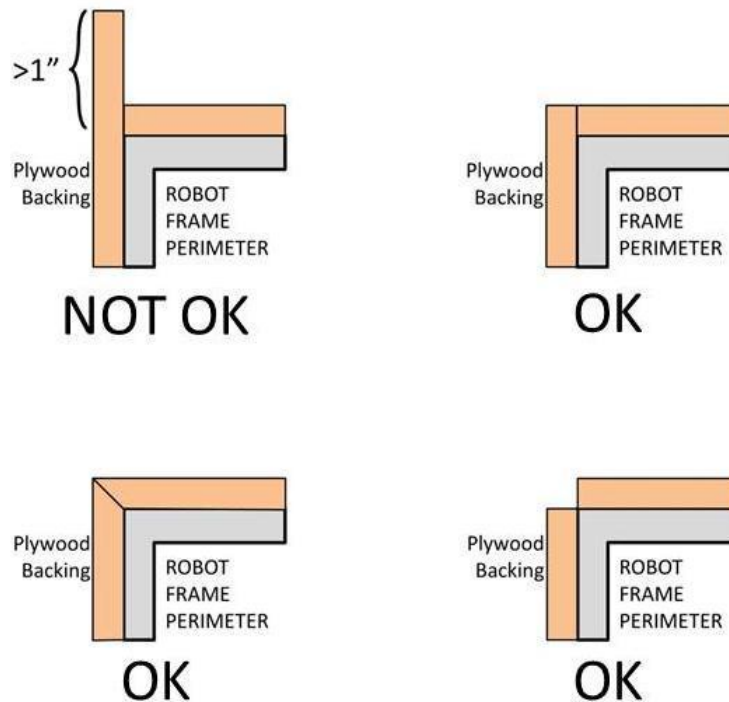 >1”
Plywood
Backing
ROBOT
FRAME
PERIMETER
NOT OK
Plywood
Backing
ROBOT
FRAME
PERIMETER
OK
Plywood
Backing
ROBOT
FRAME
PERIMETER
OK
Plywood
Backing
ROBOT
FRAME
PERIMETER
OK